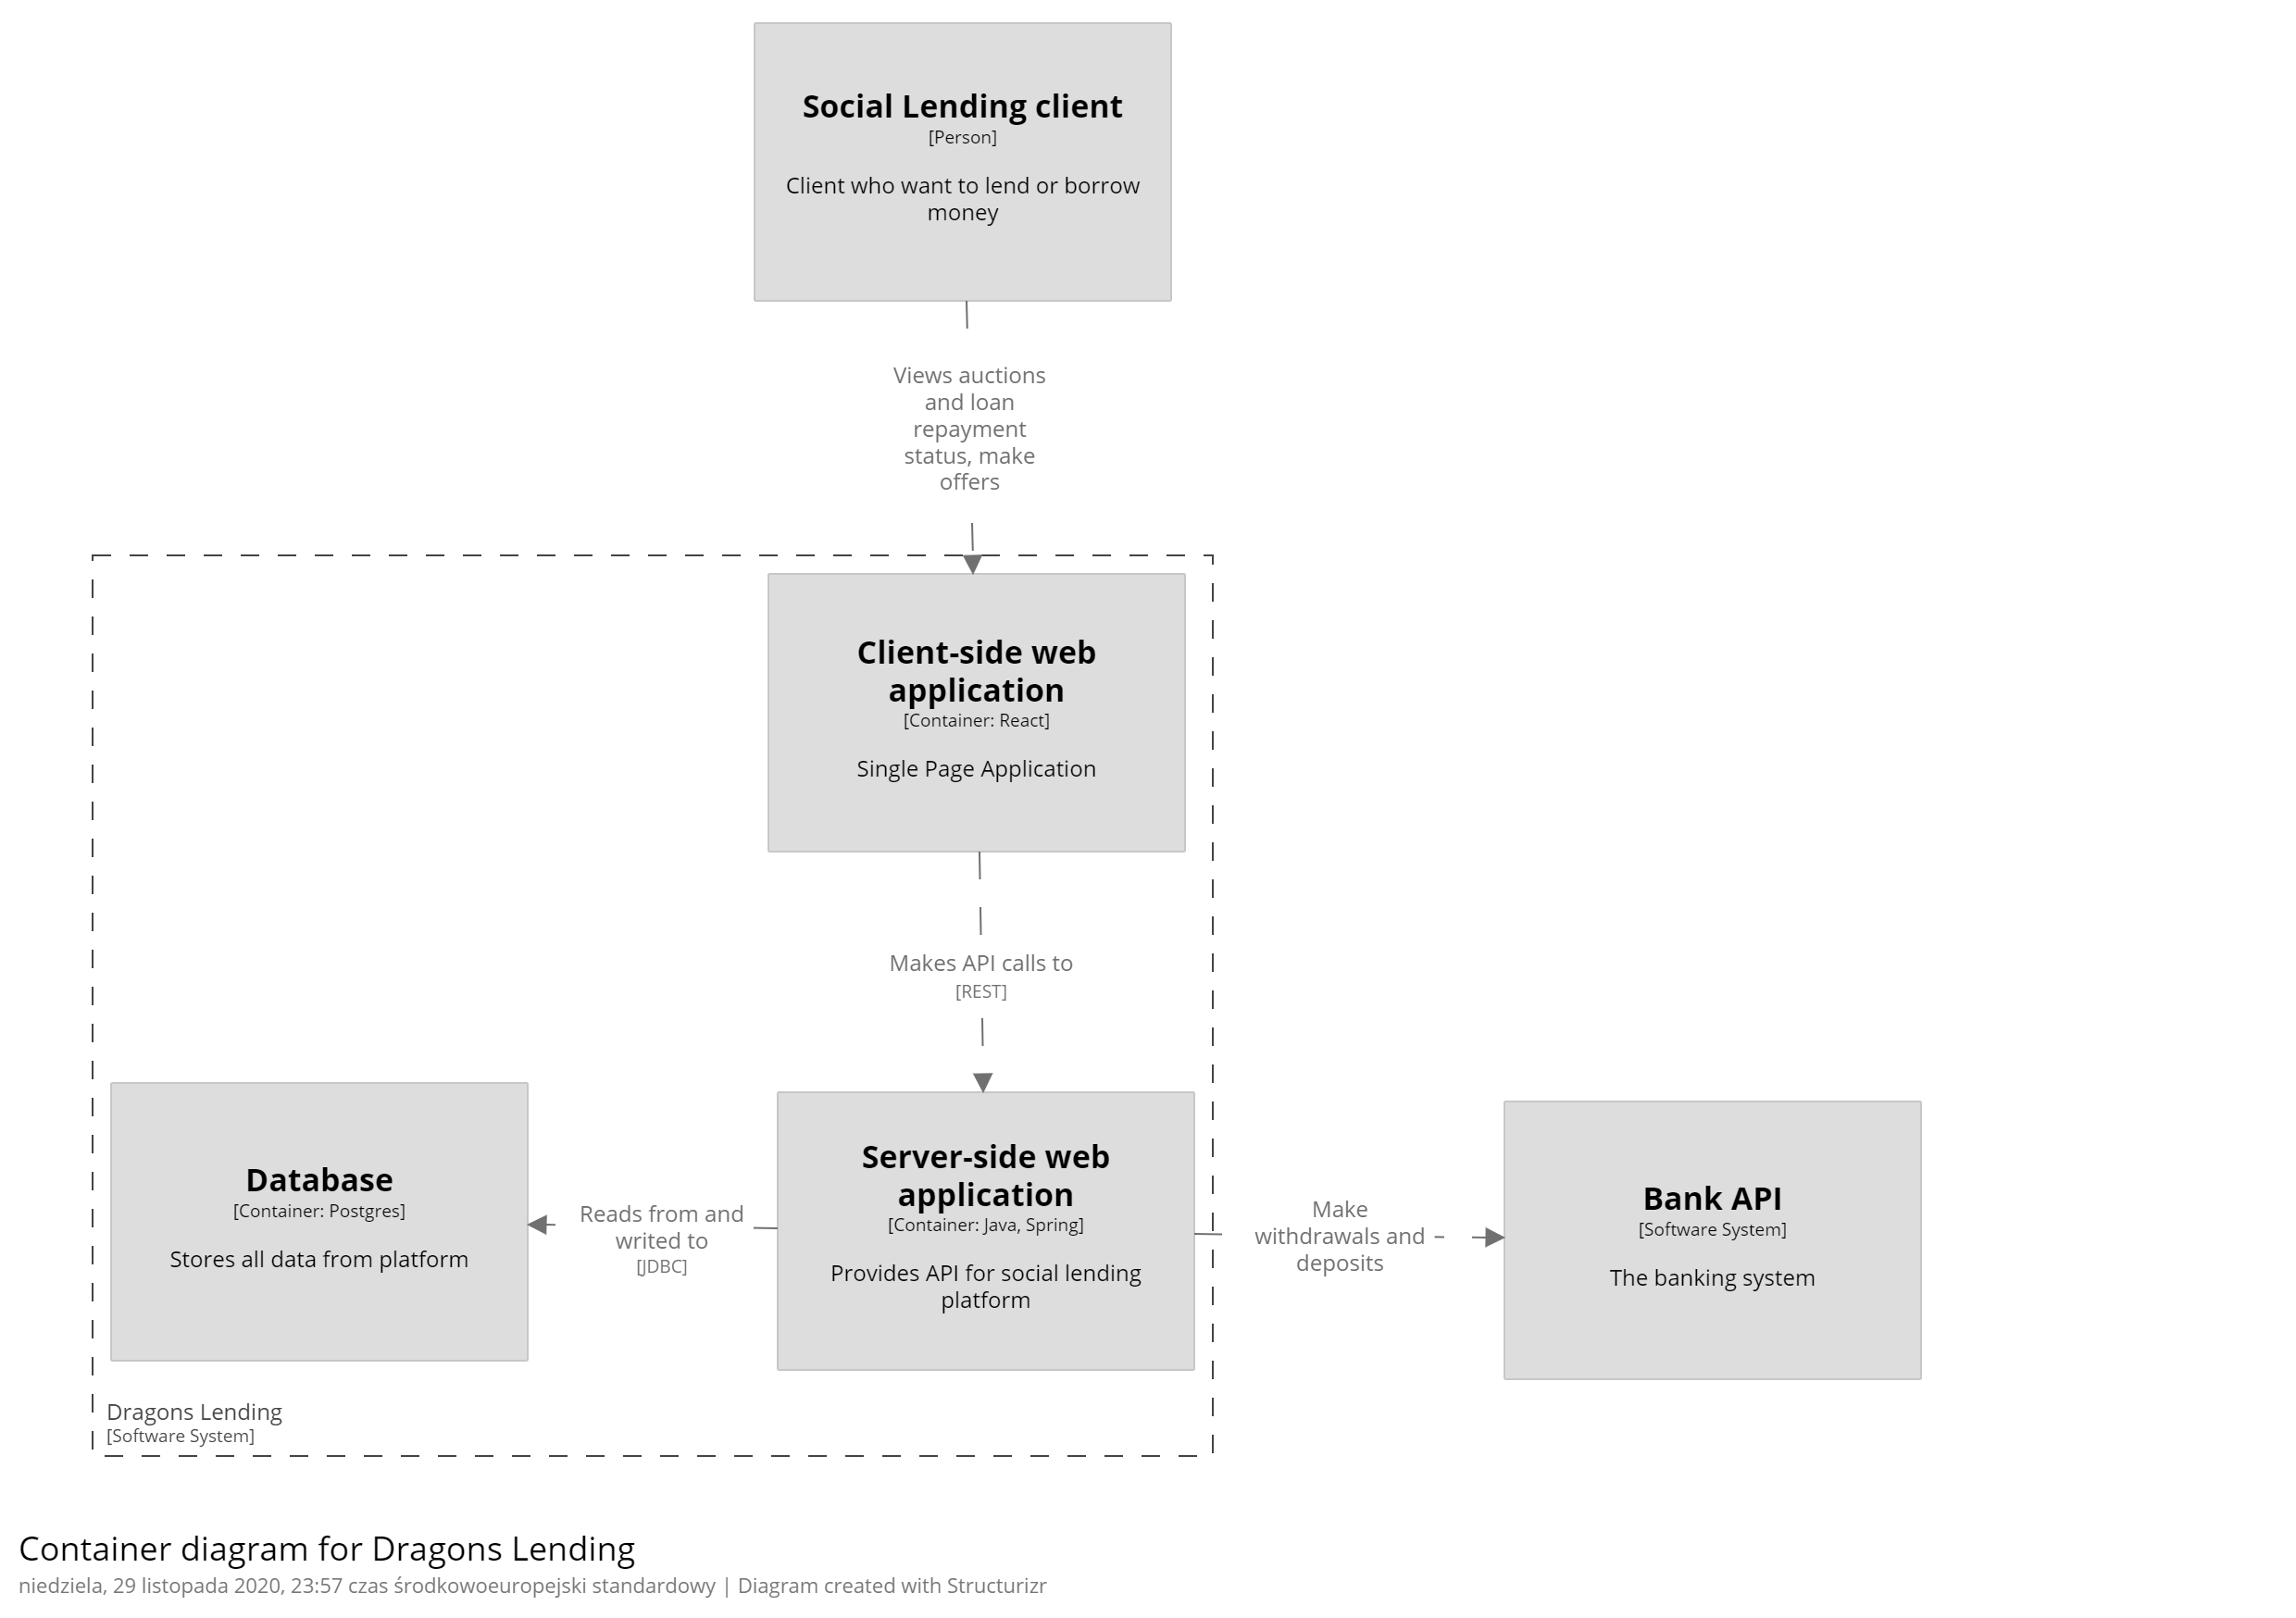 Social Lending client
[Person]
Client who want to lend or borrow
money
Views auctions
and loan
repayment
status, make
offers
Client-side web
application
[Container: React]
Single Page Application
Makes API calls to
[REST]
Database
[Container: Postgres]
Stores all data from platform
Reads from and
writed to
[JDBC]
Server-side web
application
[Container: Java, Spring]
Provides API for social lending
platform
Make
withdrawals and
deposits
Bank API
[Software System]
The banking system
Dragons Lending
[Software System]
Container diagram for Dragons Lending
niedziela, 29 listopada 2020, 23:57 czas środkowoeuropejski standardowy | Diagram created with Structurizr